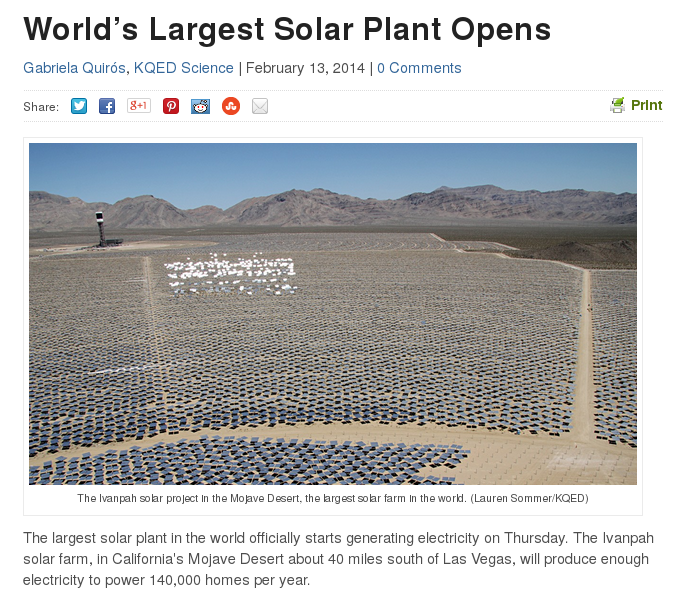 World’s Largest Solar Plant Opens
Gabriela Quirós, KQED Science | February 13, 2014 | 0 Comments
Share: g+1 Print
The Ivanpah solar project in the Mojave Desert, the largest solar farm in the world. (Lauren Sommer/KQED)
The largest solar plant in the world officially starts generating electricity on Thursday. The Ivanpah
solar farm, in California's Mojave Desert about 40 miles south of Las Vegas, will produce enough
electricity to power 140,000 homes per year.